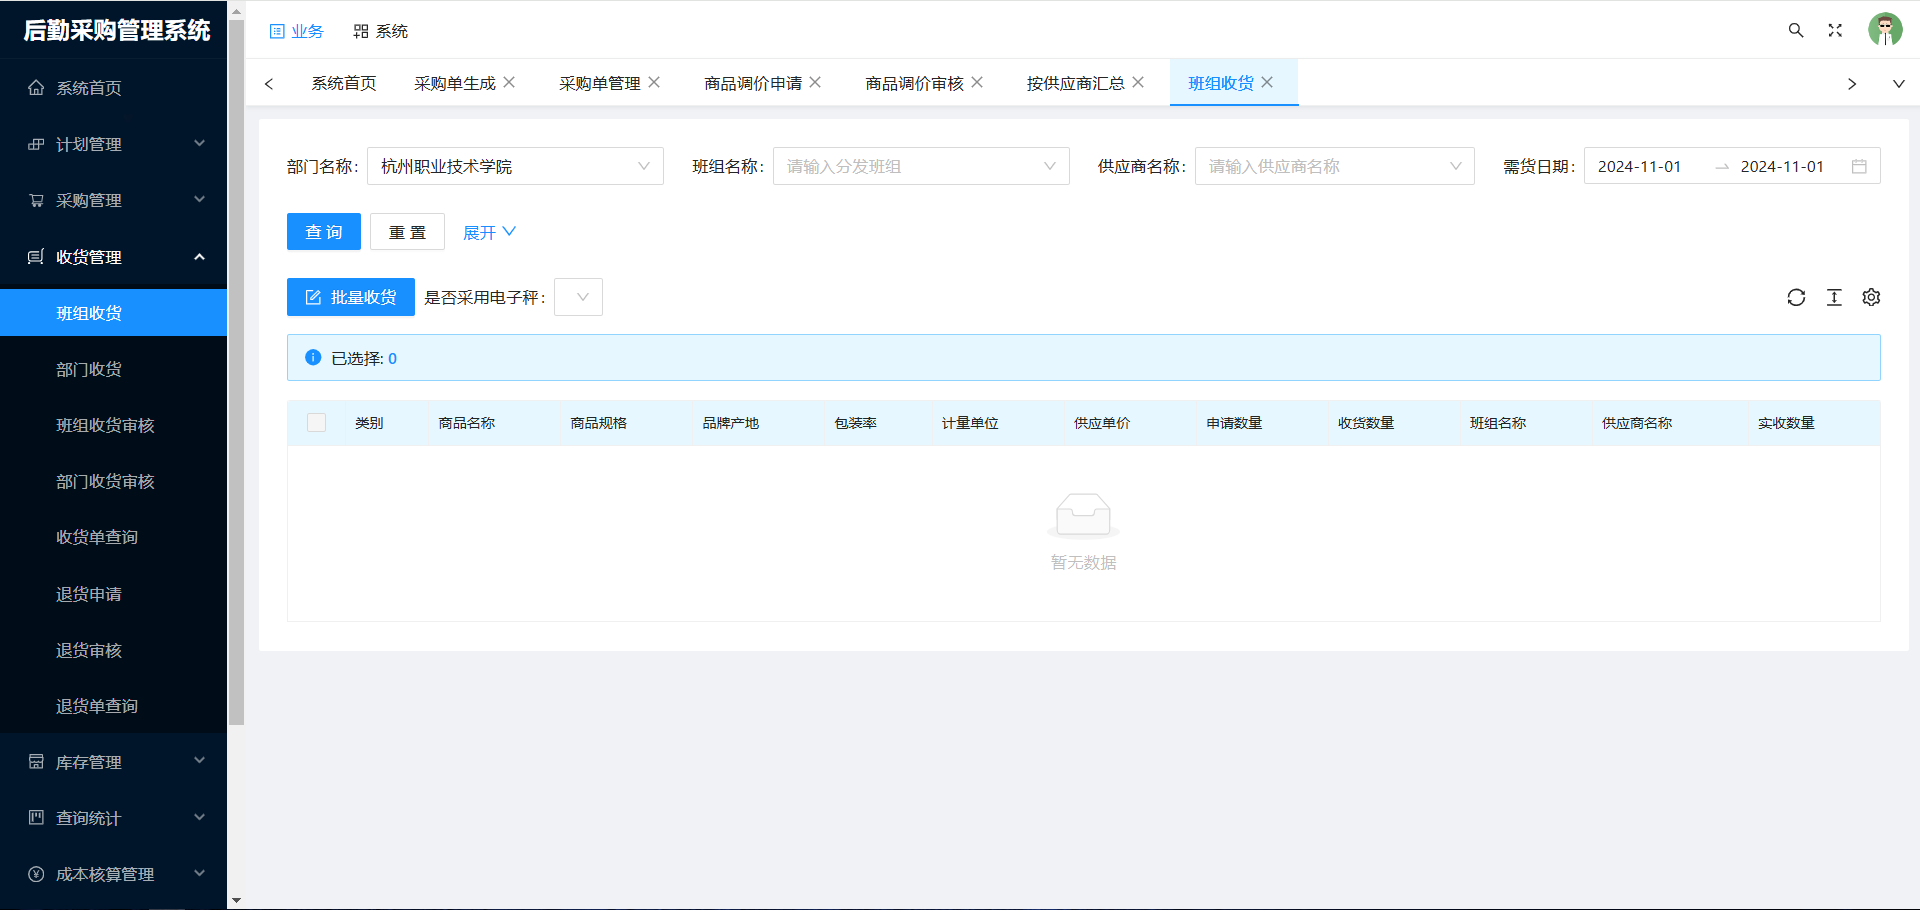 后勤采购管理系统
系统首页
计划管理
采购管理
收货管理
班组收货
部门收货
班组收货审核
部门收货审核
收货单查询
退货申请
退货审核
退货单查询
库存管理
查询统计
成本核算管理
业务 系统
系统首页 采购单生成 采购单管理 商品调价申请 商品调价审核 按供应商汇总 班组收货
部门名称: 杭州职业技术学院 班组名称: 请输入分发班组 供应商名称: 请输入供应商名称 需货日期: 2024-11-01 → 2024-11-01
查 询 重 置 展开
批量收货 是否采用电子秤:
已选择: 0
类别 商品名称 商品规格 品牌产地 包装率 计量单位 供应单价 申请数量 收货数量 班组名称 供应商名称 实收数量
暂无数据